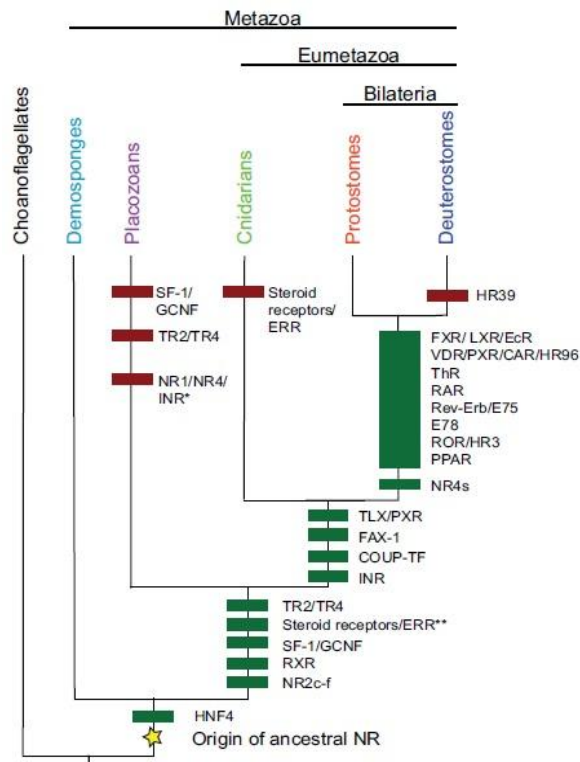 Metazoa
Eumetazoa
Bilateria
Choanoflagellates
Demosponges
Placozoans
Cnidarians
Protostomes
Deuterostomes
SF-1/
GCNF
TR2/TR4
NR1/NR4/
INR*
Steroid
receptors/
ERR
HR39
FXR/ LXR/EcR
VDR/PXR/CAR/HR96
ThR
RAR
Rev-Erb/E75
E78
ROR/HR3
PPAR
NR4s
TLX/PXR
FAX-1
COUP-TF
INR
TR2/TR4
Steroid receptors/ERR**
SF-1/GCNF
RXR
NR2c-f
HNF4
Origin of ancestral NR